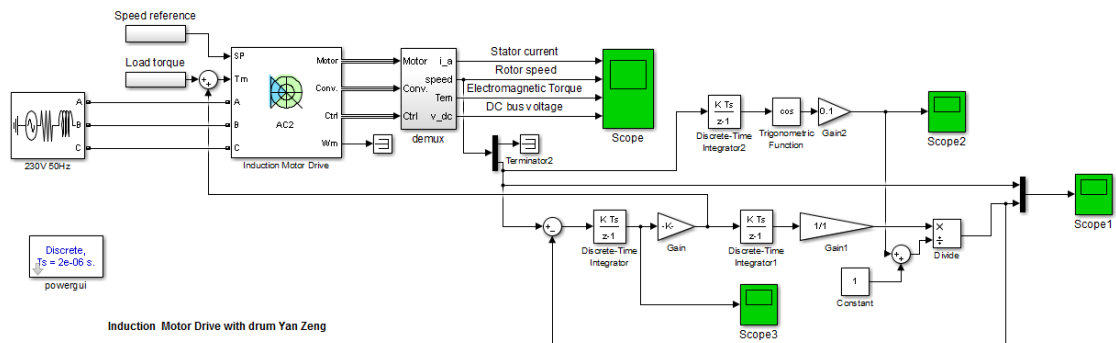 Speed reference
Load torque
SP
Tm
A
B
C
Motor
Conv.
Ctrl
Wm
AC2
Induction Motor Drive
A
B
C
230V 50Hz
Motor
Conv.
Ctrl
i_a
speed
Tem
v_dc
demux
Stator current
Rotor speed
Electromagnetic Torque
DC bus voltage
Scope
Terminator2
K Ts
z-1
Discrete-Time
Integrator2
cos
Trigonometric
Function
0.1
Gain2
Scope2
Scope1
K Ts
z-1
Discrete-Time
Integrator
-K-
Gain
K Ts
z-1
Discrete-Time
Integrator1
1/1
Gain1
Divide
1
Constant
Scope3
Discrete,
Ts = 2e-06 s.
powergui
Induction Motor Drive with drum Yan Zeng